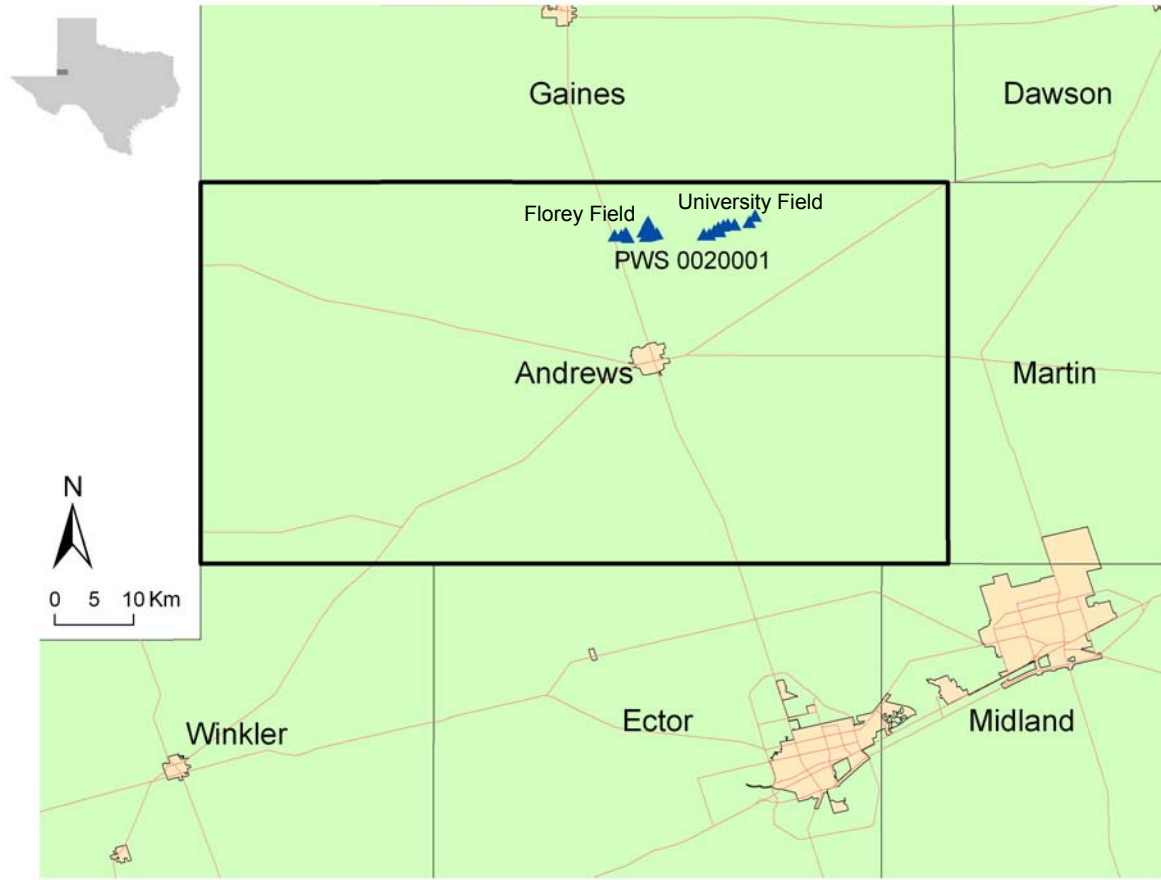 Gaines
Dawson
Florey Field
University Field
PWS 0020001
Andrews
Martin
N
0 5 10 Km
Winkler
Ector
Midland